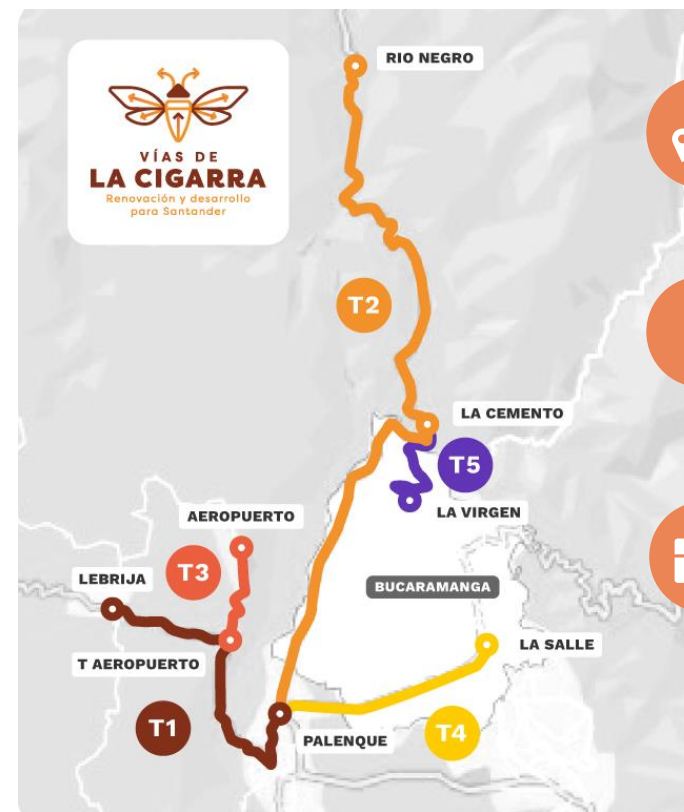 RIO NEGRO
VÍAS DE
LA CIGARRA
Renovación y desarrollo
para Santander
T2
LA CEMENTO
T5
LA VIRGEN
AEROPUERTO
T3
LEBRIJA
BUCARAMANGA
T AEROPUERTO
LA SALLE
T1
PALENQUE
T4